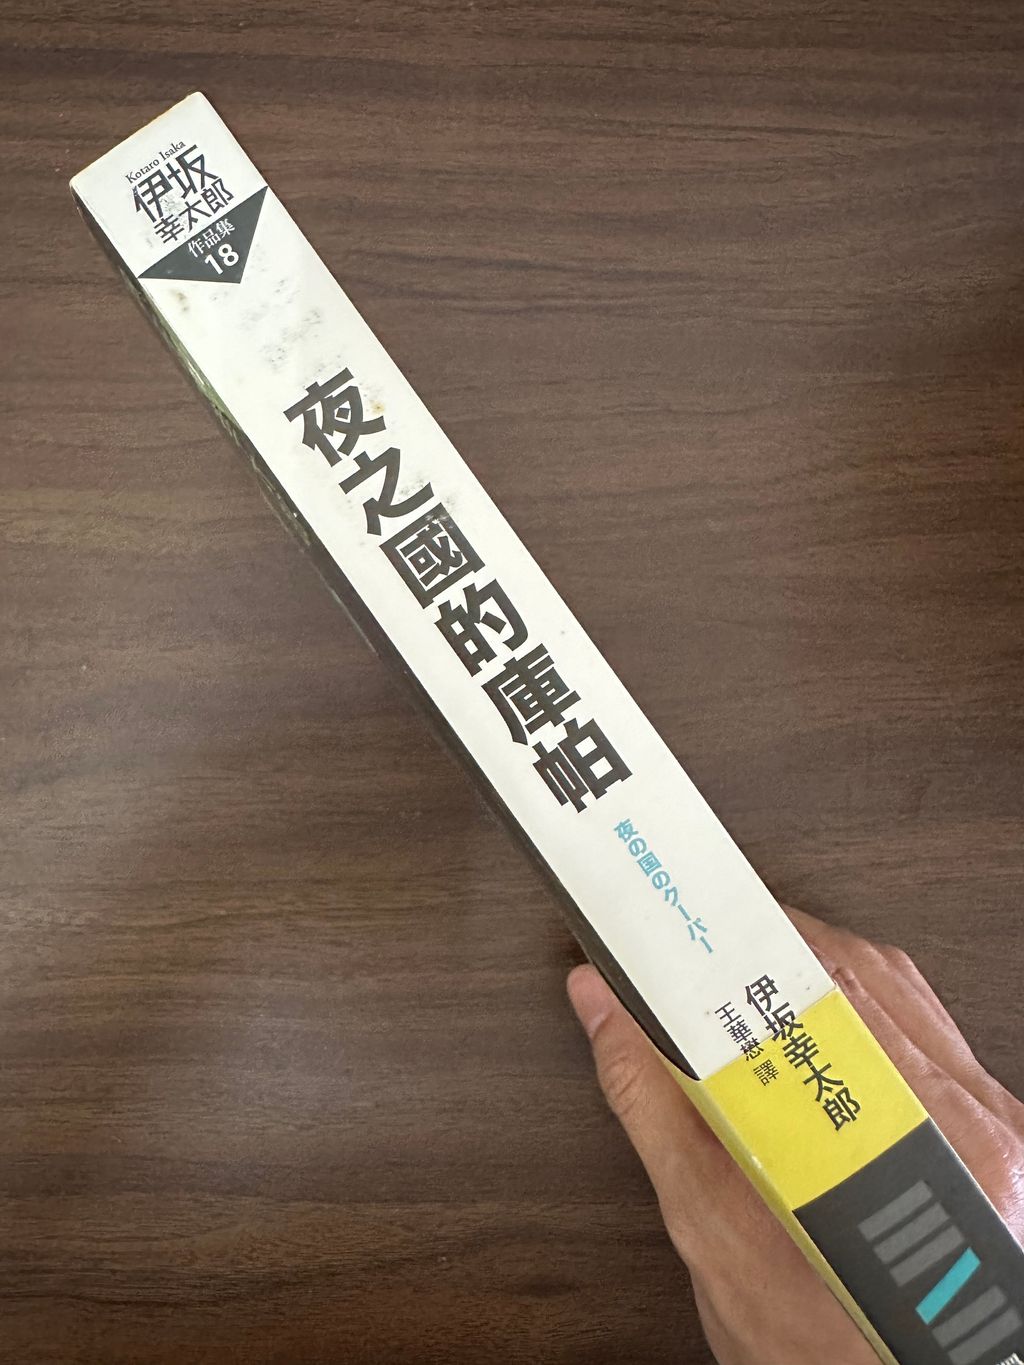 Kotaro Isaka
伊坂
幸太郎
作品集
18
夜之國的庫帕
夜の国のクーパー
伊坂幸太郎
王華懋 譯